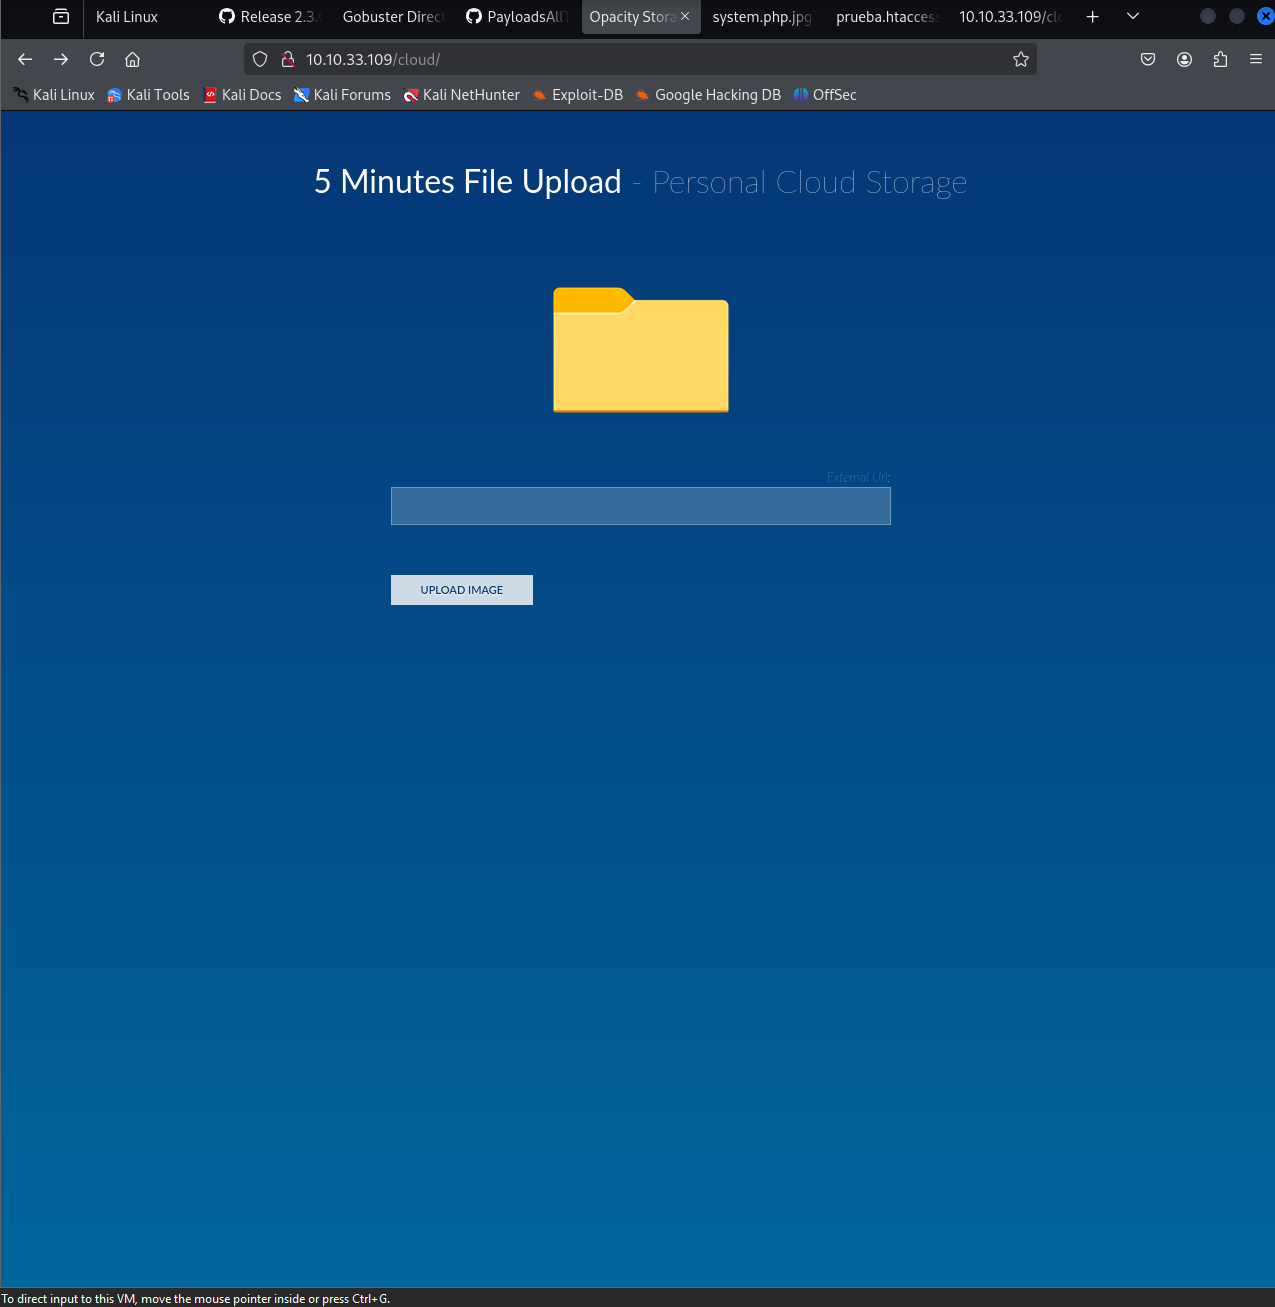 Kali Linux
Release 2.3.
Gobuster Direct
PayloadsAllT
Opacity Stora
system.php.jpg
prueba.htaccess
10.10.33.109/clo
10.10.33.109/cloud/
Kali Linux
Kali Tools
Kali Docs
Kali Forums
Kali NetHunter
Exploit-DB
Google Hacking DB
OffSec
5 Minutes File Upload - Personal Cloud Storage
External Url:
UPLOAD IMAGE
To direct input to this VM, move the mouse pointer inside or press Ctrl+G.